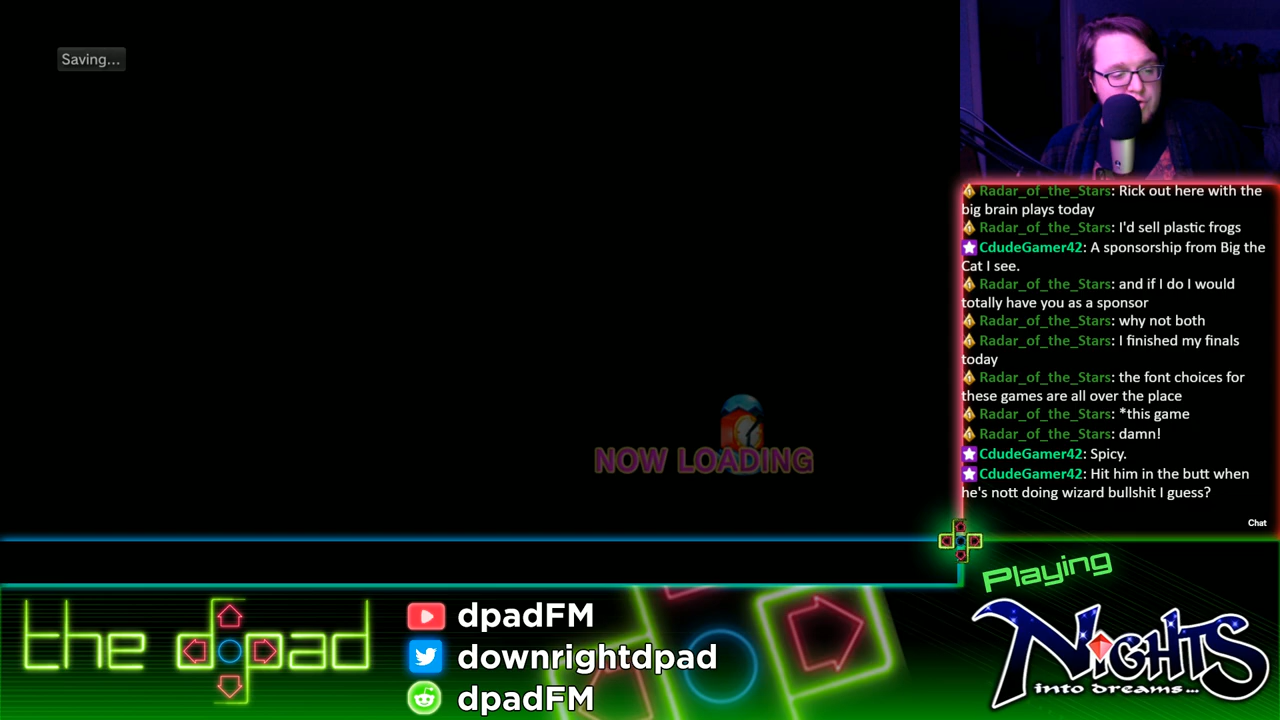 Saving...
NOW LOADING
Radar_of_the_Stars: Rick out here with the
big brain plays today
Radar_of_the_Stars: I'd sell plastic frogs
CdudeGamer42: A sponsorship from Big the
Cat I see.
Radar_of_the_Stars: and if I do I would
totally have you as a sponsor
Radar_of_the_Stars: why not both
Radar_of_the_Stars: I finished my finals
today
Radar_of_the_Stars: the font choices for
these games are all over the place
Radar_of_the_Stars: *this game
Radar_of_the_Stars: damn!
CdudeGamer42: Spicy.
CdudeGamer42: Hit him in the butt when
he's nott doing wizard bullshit I guess?
Chat
Playing
NiGHTS
into dreams...
the dpad
dpadFM
downrightdpad
dpadFM